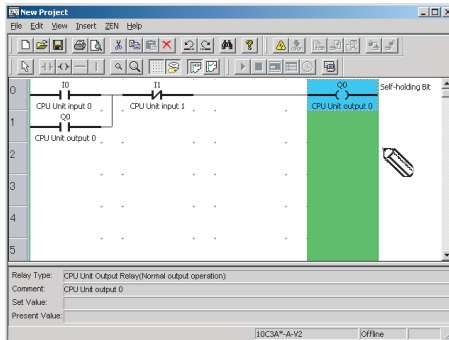 New Project
File Edit View Insert ZEN Help
0 I0 I1 Q0 Self-holding Bit
CPU Unit input 0 CPU Unit input 1 CPU Unit output 0
1 Q0
CPU Unit output 0
2
3
4
5
Relay Type: CPU Unit Output Relay(Normal output operation)
Comment: CPU Unit output 0
Set Value:
Present Value:
10C3A*-A-V2 Offline